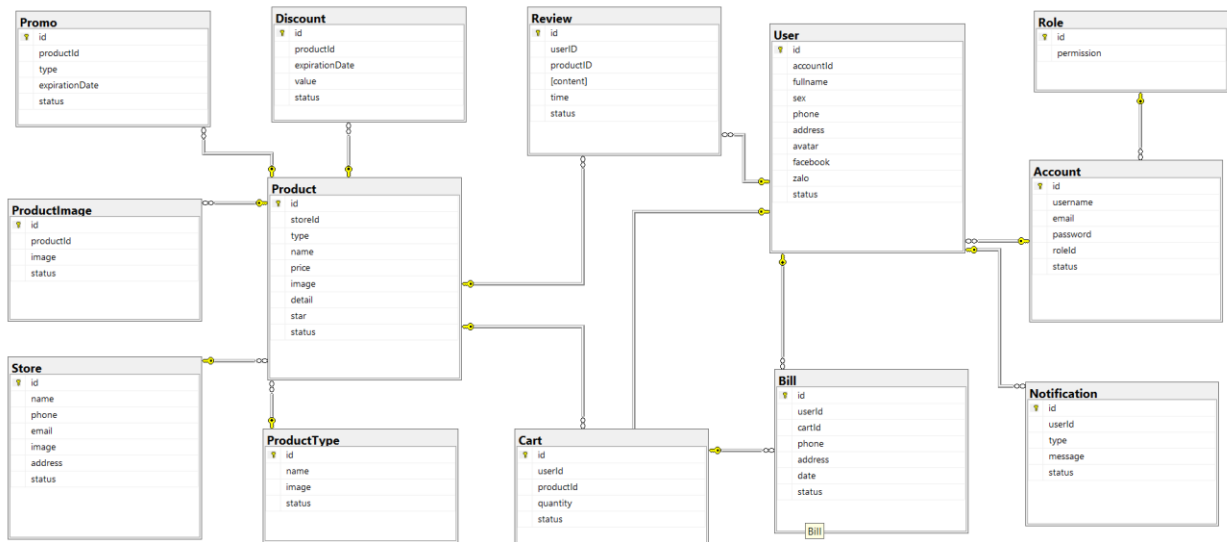 Promo
id
productId
type
expirationDate
status
Discount
id
productId
expirationDate
value
status
Review
id
userID
productID
[content]
time
status
User
id
accountId
fullname
sex
phone
address
avatar
facebook
zalo
status
Role
id
permission
ProductImage
id
productId
image
status
Product
id
storeId
type
name
price
image
detail
star
status
Account
id
username
email
password
roleId
status
Store
id
name
phone
email
image
address
status
ProductType
id
name
image
status
Cart
id
userId
productId
quantity
status
Bill
id
userId
cartId
phone
address
date
status
Bill
Notification
id
userId
type
message
status